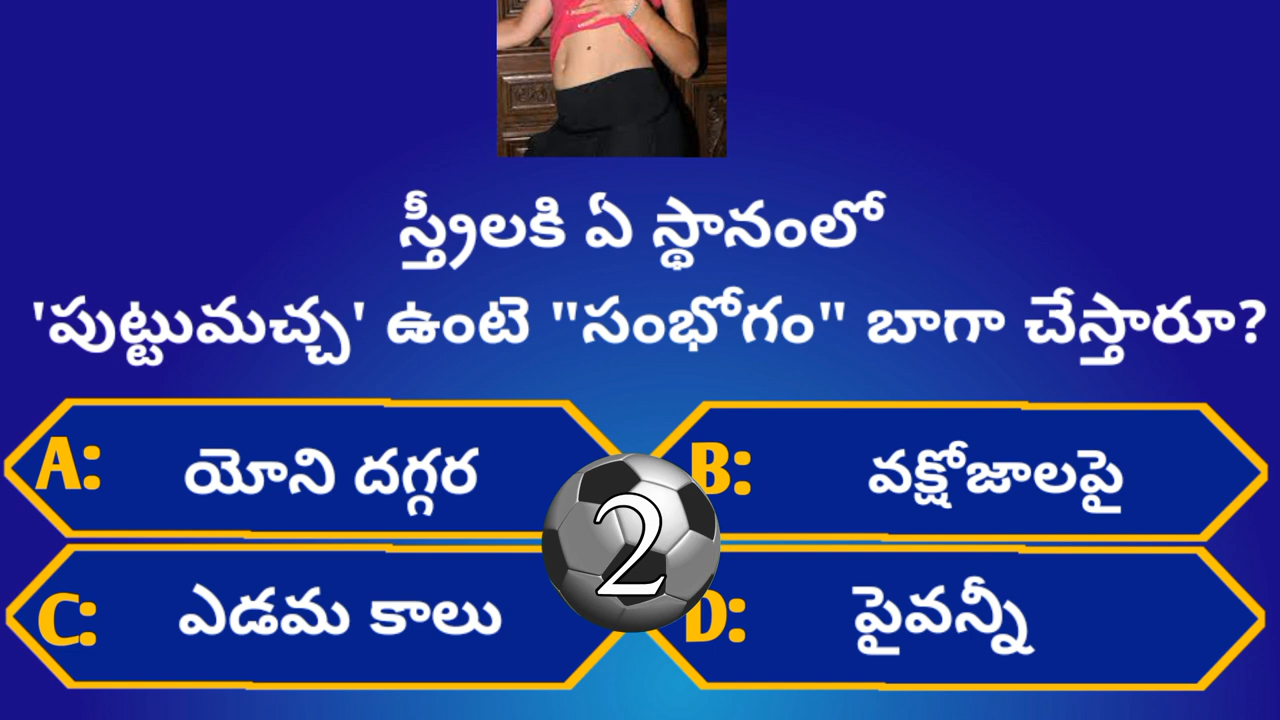 స్త్రీలకి ఏ స్థానంలో
'పుట్టుమచ్చ' ఉంటె "సంభోగం" బాగా చేస్తారూ?
A: యోని దగ్గర
B: వక్షోజాలపై
2
C: ఎడమ కాలు
D: పైవన్నీ